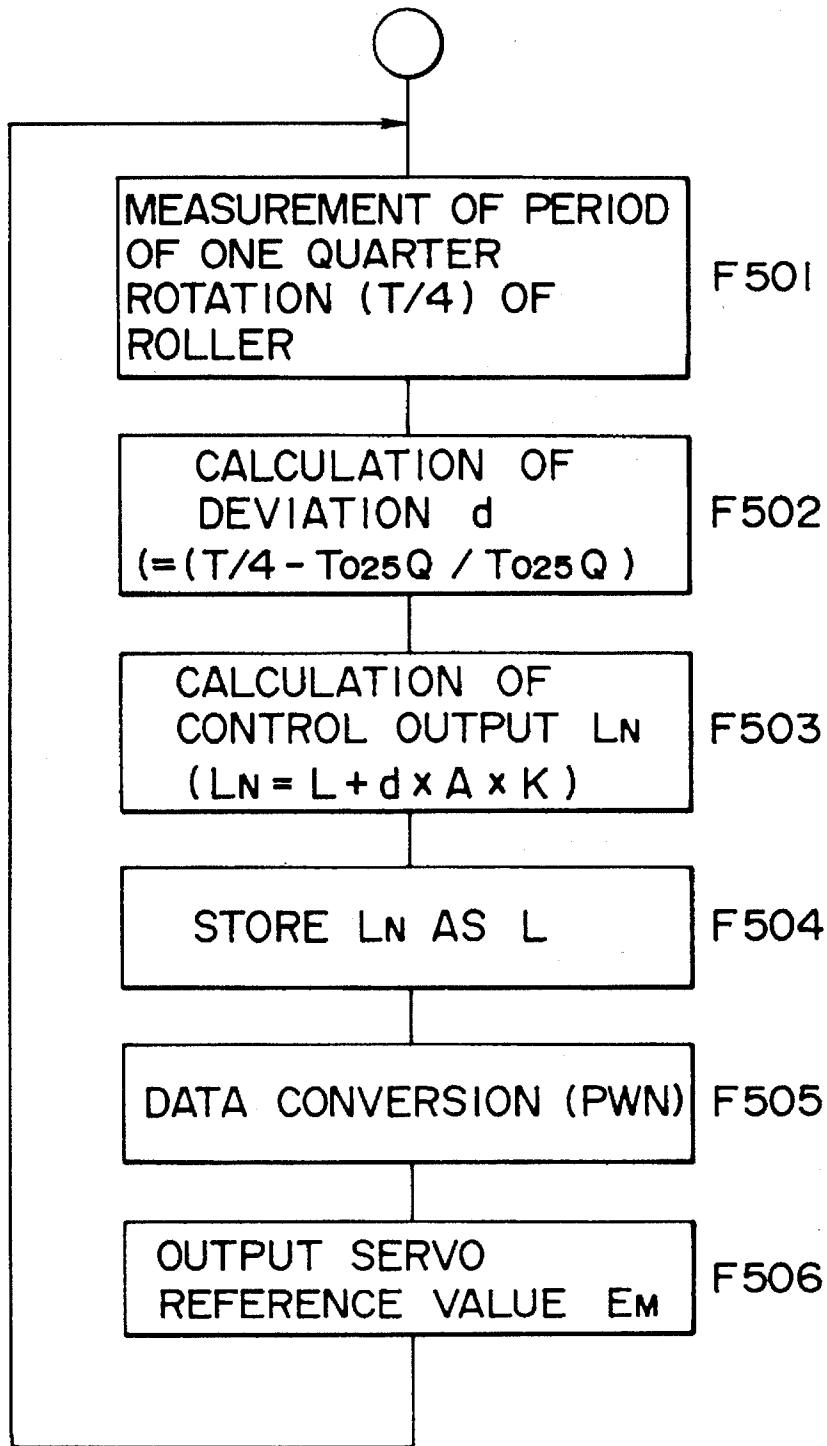 MEASUREMENT OF PERIOD
OF ONE QUARTER
ROTATION (T/4) OF
ROLLER
F501
CALCULATION OF
DEVIATION d
(=(T/4-To25Q / To25Q)
F502
CALCULATION OF
CONTROL OUTPUT LN
(LN = L + d x A x K)
F503
STORE LN AS L
F504
DATA CONVERSION (PWN)
F505
OUTPUT SERVO
REFERENCE VALUE EM
F506